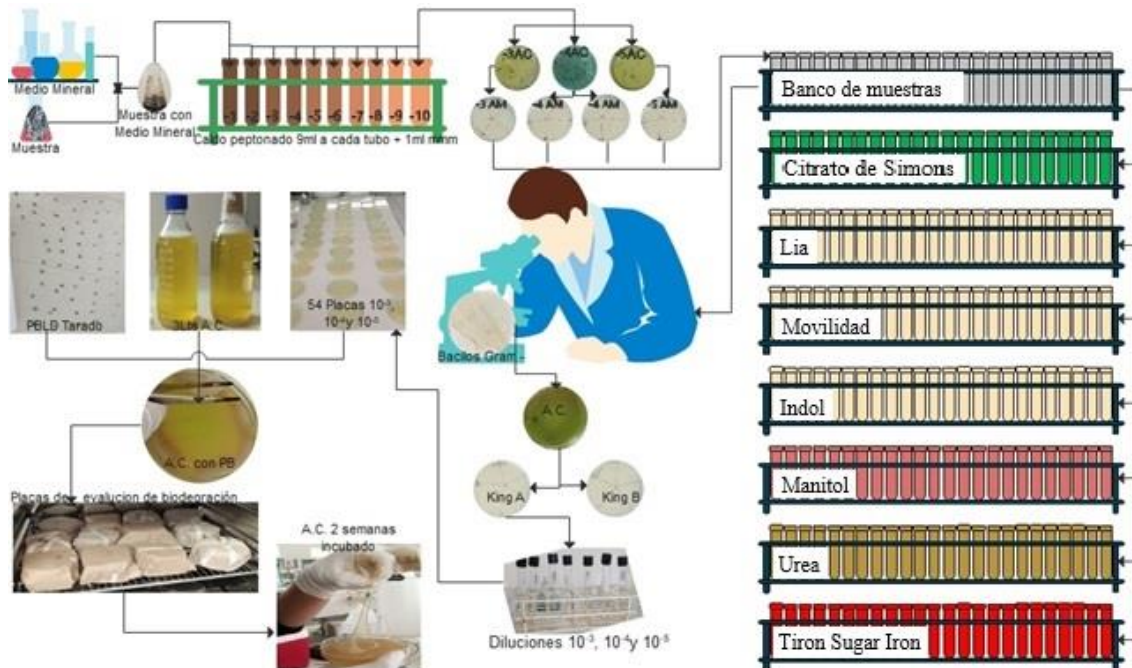 Medio Mineral
Muestra
Muestra con
Medio Mineral
-1 -2 -3 -4 -5 -6 -7 -8 -9 -10
Caldo peptonado 9ml a cada tubo + 1ml
-3AC
-4AC
-5AC
-3 AM
-4 AM
-4 AM
-5 AM
Banco de muestras
Citrato de Simons
Lia
Movilidad
Indol
Manitol
Urea
Tiron Sugar Iron
PBLD Tarado
3Lts A.C.
54 Placas 10-3,
10-4 y 10-5
Bacilos Gram -
A.C.
King A
King B
Diluciones 10-3, 10-4 y 10-5
A.C. con PB
Placas de evalucion de biodepración
A.C. 2 semanas
incubado